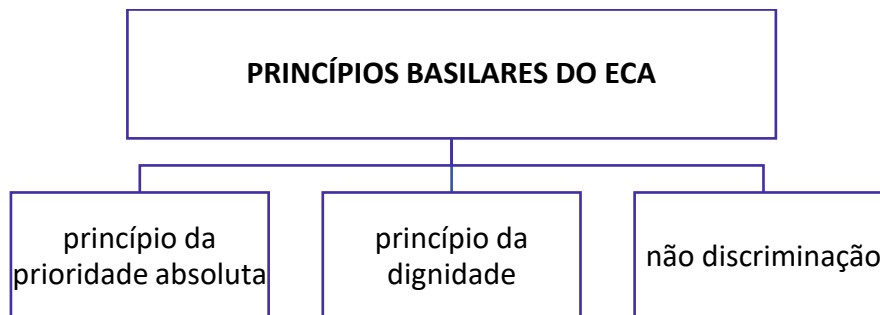 PRINCÍPIOS BASILARES DO ECA
princípio da
prioridade absoluta
princípio da
dignidade
não discriminação